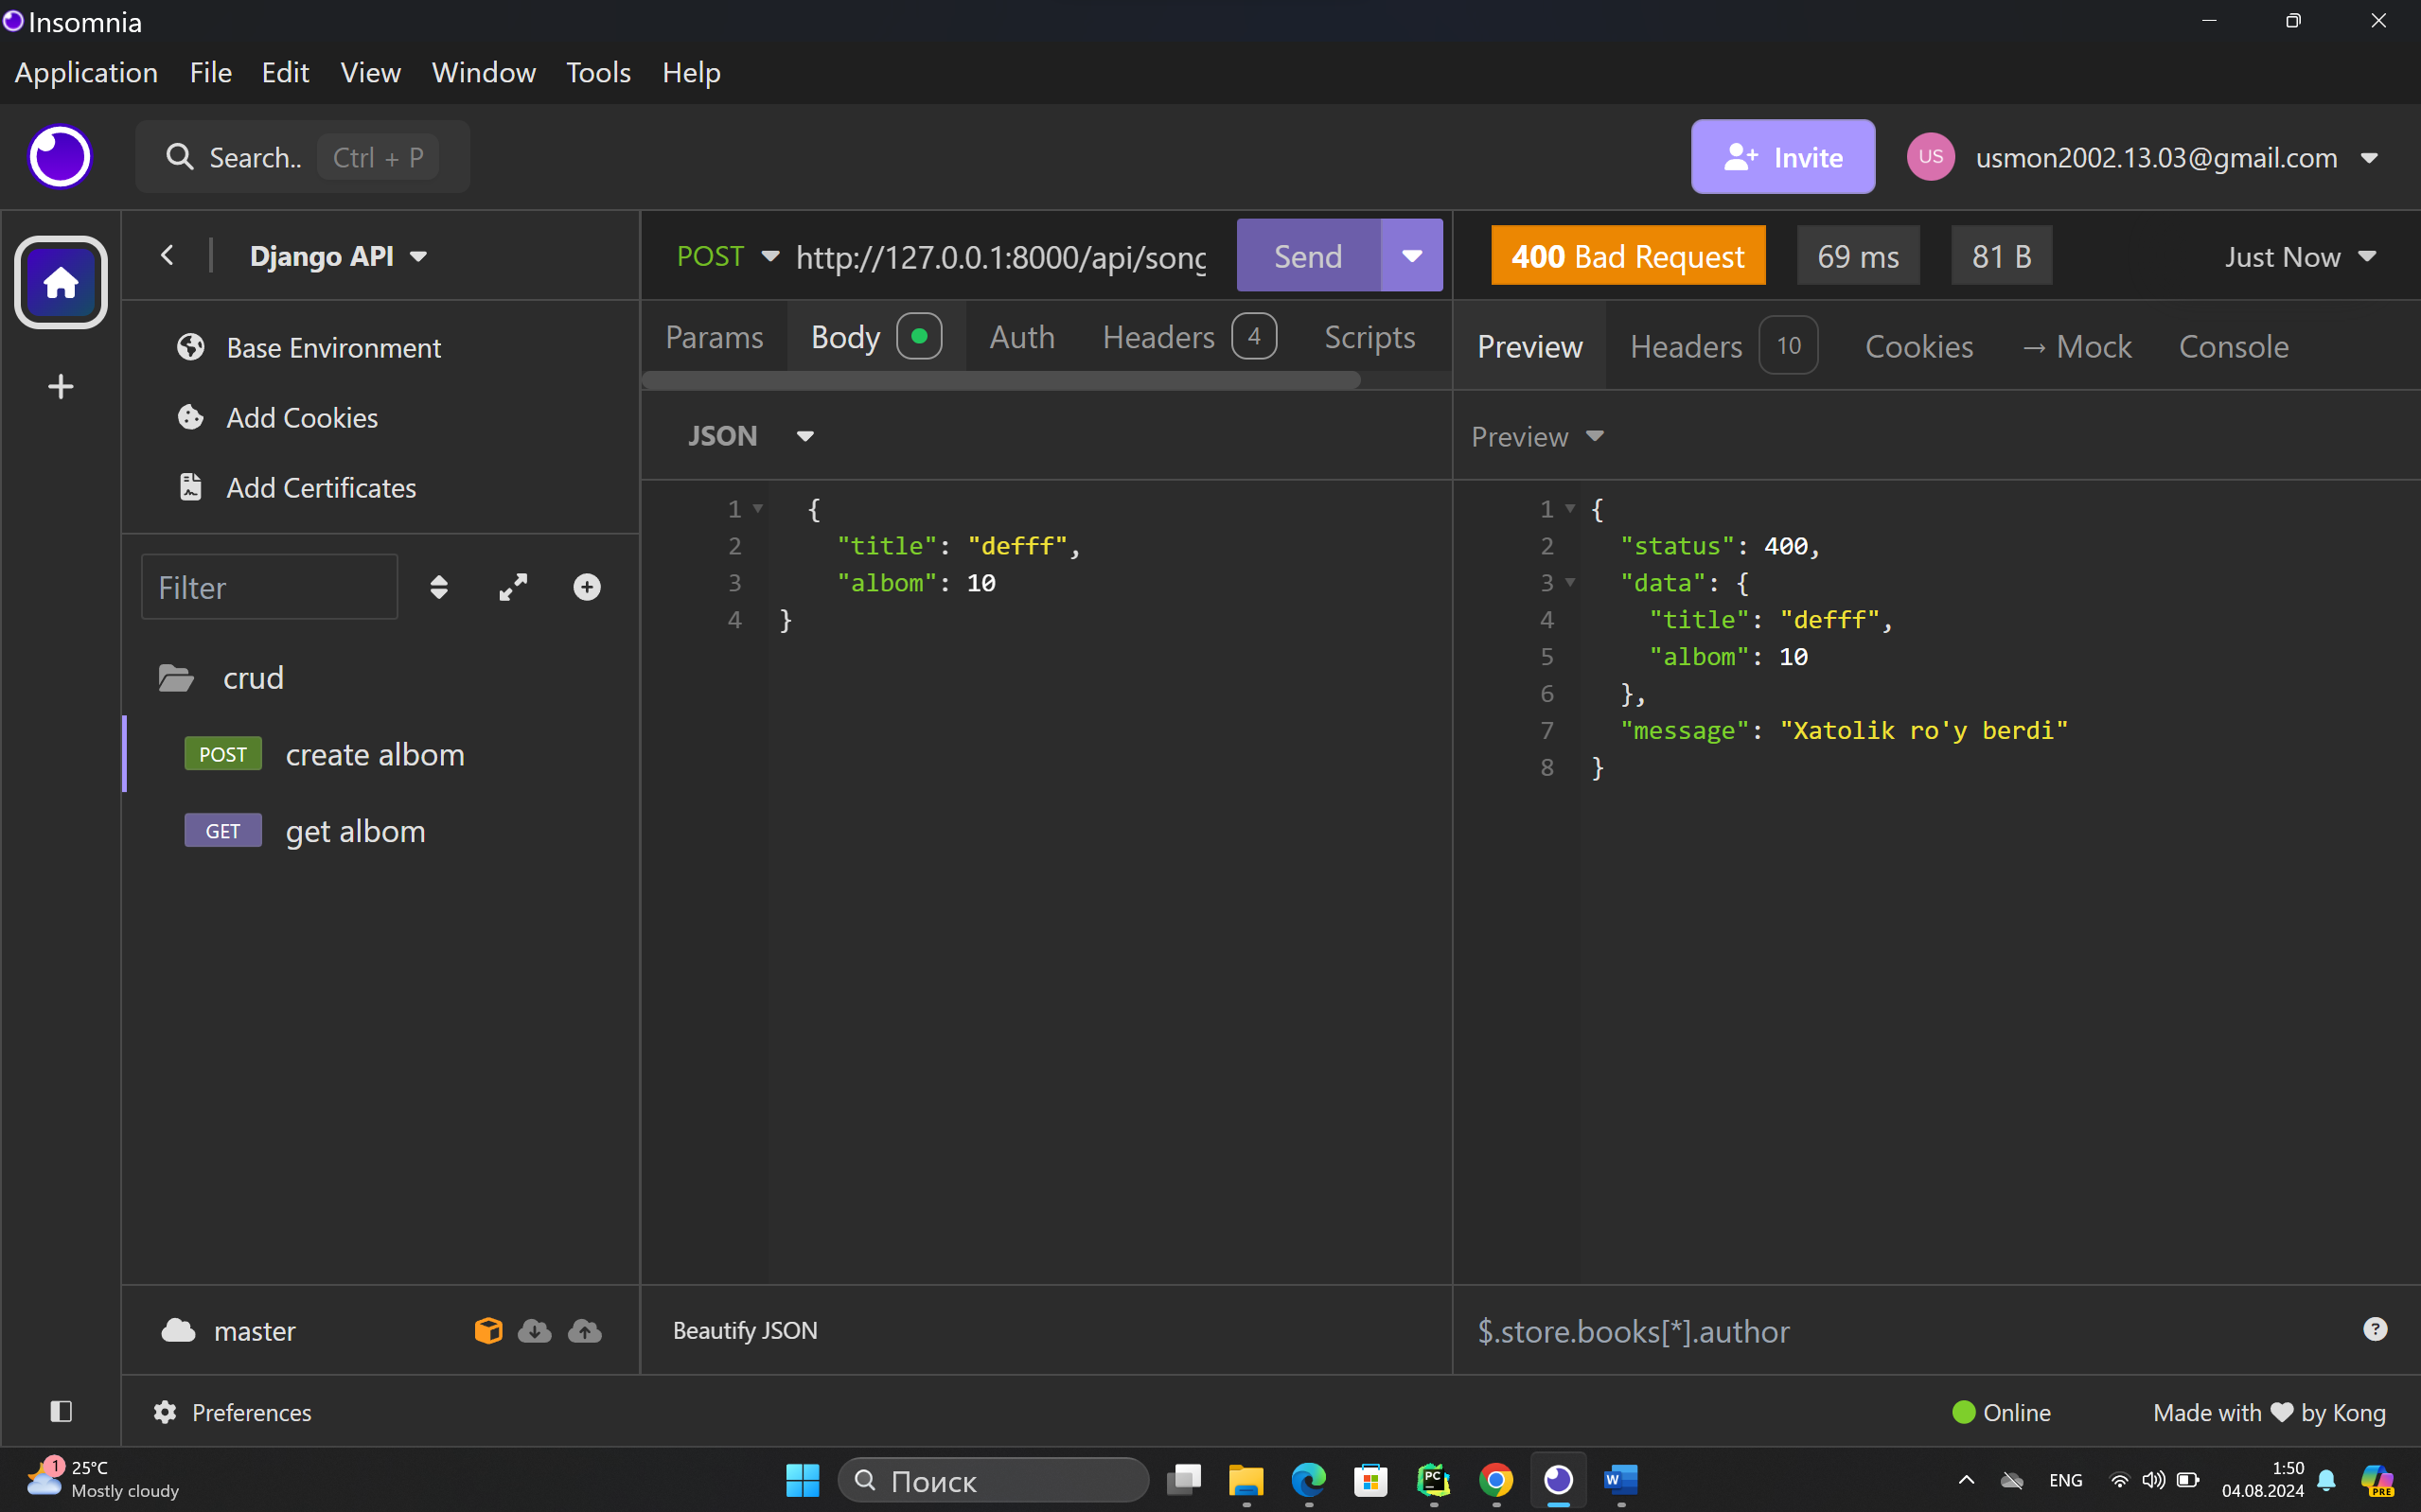 Insomnia
Application File Edit View Window Tools Help
Search.. Ctrl + P
Invite
US
usmon2002.13.03@gmail.com
Django API
Base Environment
Add Cookies
Add Certificates
Filter
crud
POST create albom
GET get albom
master
Preferences
POST http://127.0.0.1:8000/api/song
Send
Params Body Auth Headers 4 Scripts
JSON
1 {
2 "title": "defff",
3 "albom": 10
4 }
Beautify JSON
400 Bad Request 69 ms 81 B Just Now
Preview Headers 10 Cookies → Mock Console
Preview
1 {
2 "status": 400,
3 "data": {
4 "title": "defff",
5 "albom": 10
6 },
7 "message": "Xatolik ro'y berdi"
8 }
$.store.books[*].author
?
Online
Made with ❤ by Kong
1
25°C
Mostly cloudy
Поиск
PC
W
ENG
1:50
04.08.2024
PRE